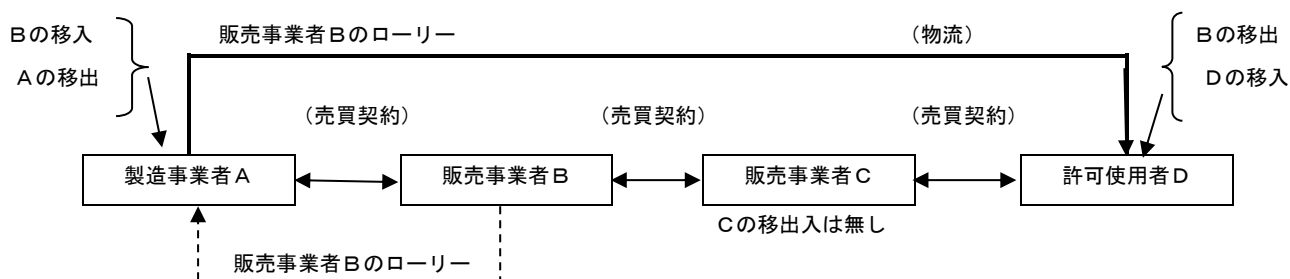 Bの移入
Aの移出
販売事業者Bのローリー
(物流)
Bの移出
Dの移入
(売買契約)
(売買契約)
(売買契約)
製造事業者A
販売事業者B
販売事業者C
許可使用者D
Cの移出入は無し
販売事業者Bのローリー